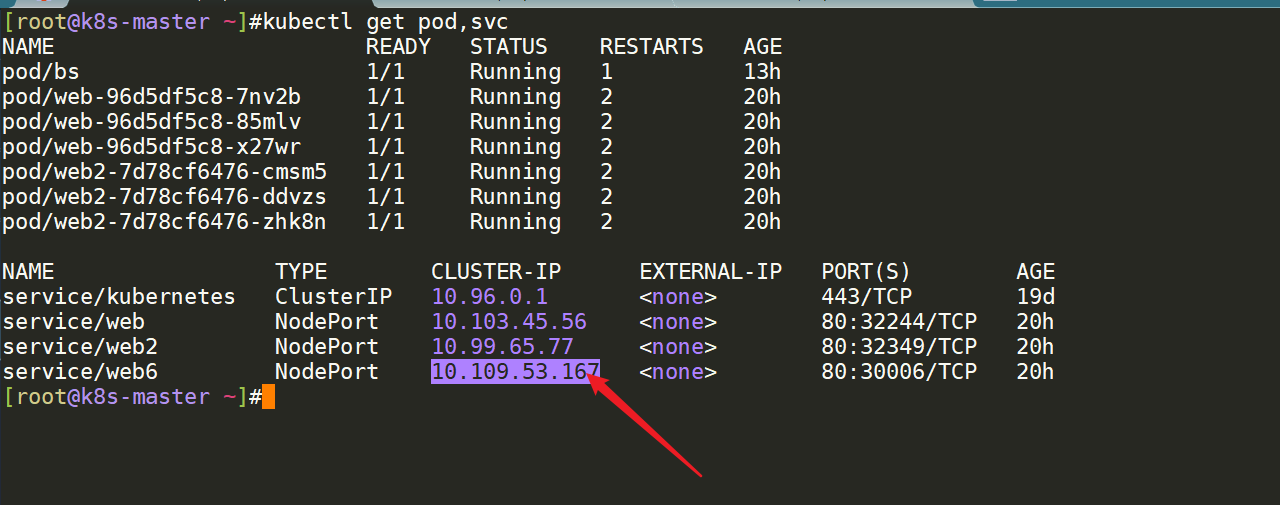 [root@k8s-master ~]#kubectl get pod,svc
NAME READY STATUS RESTARTS AGE
pod/bs 1/1 Running 1 13h
pod/web-96d5df5c8-7nv2b 1/1 Running 2 20h
pod/web-96d5df5c8-85mlv 1/1 Running 2 20h
pod/web-96d5df5c8-x27wr 1/1 Running 2 20h
pod/web2-7d78cf6476-cmsm5 1/1 Running 2 20h
pod/web2-7d78cf6476-ddvzs 1/1 Running 2 20h
pod/web2-7d78cf6476-zhk8n 1/1 Running 2 20h
NAME TYPE CLUSTER-IP EXTERNAL-IP PORT(S) AGE
service/kubernetes ClusterIP 10.96.0.1 <none> 443/TCP 19d
service/web NodePort 10.103.45.56 <none> 80:32244/TCP 20h
service/web2 NodePort 10.99.65.77 <none> 80:32349/TCP 20h
service/web6 NodePort 10.109.53.167 <none> 80:30006/TCP 20h
[root@k8s-master ~]#